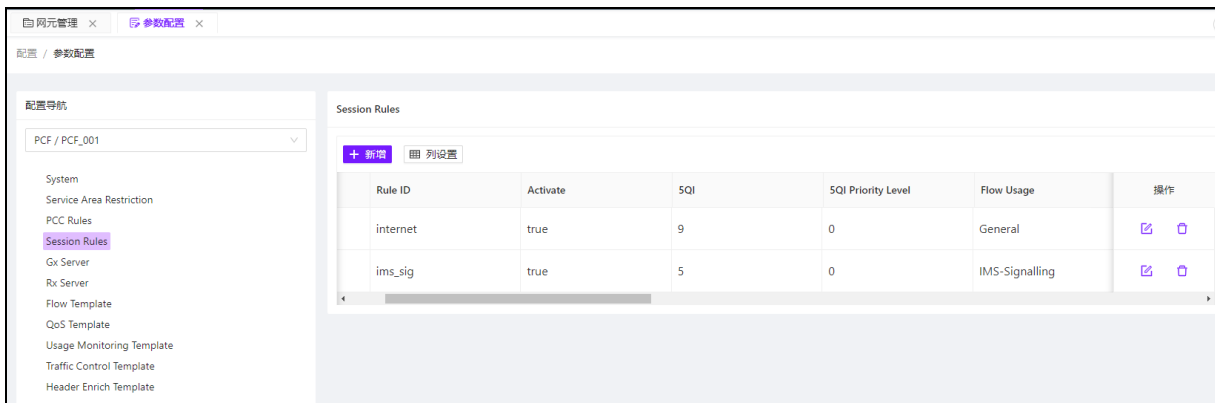 网元管理 参数配置
配置 / 参数配置
配置导航
PCF / PCF_001
System
Service Area Restriction
PCC Rules
Session Rules
Gx Server
Rx Server
Flow Template
QoS Template
Usage Monitoring Template
Traffic Control Template
Header Enrich Template
Session Rules
新增 列设置
Rule ID Activate 5QI 5QI Priority Level Flow Usage 操作
internet true 9 0 General
ims_sig true 5 0 IMS-Signalling